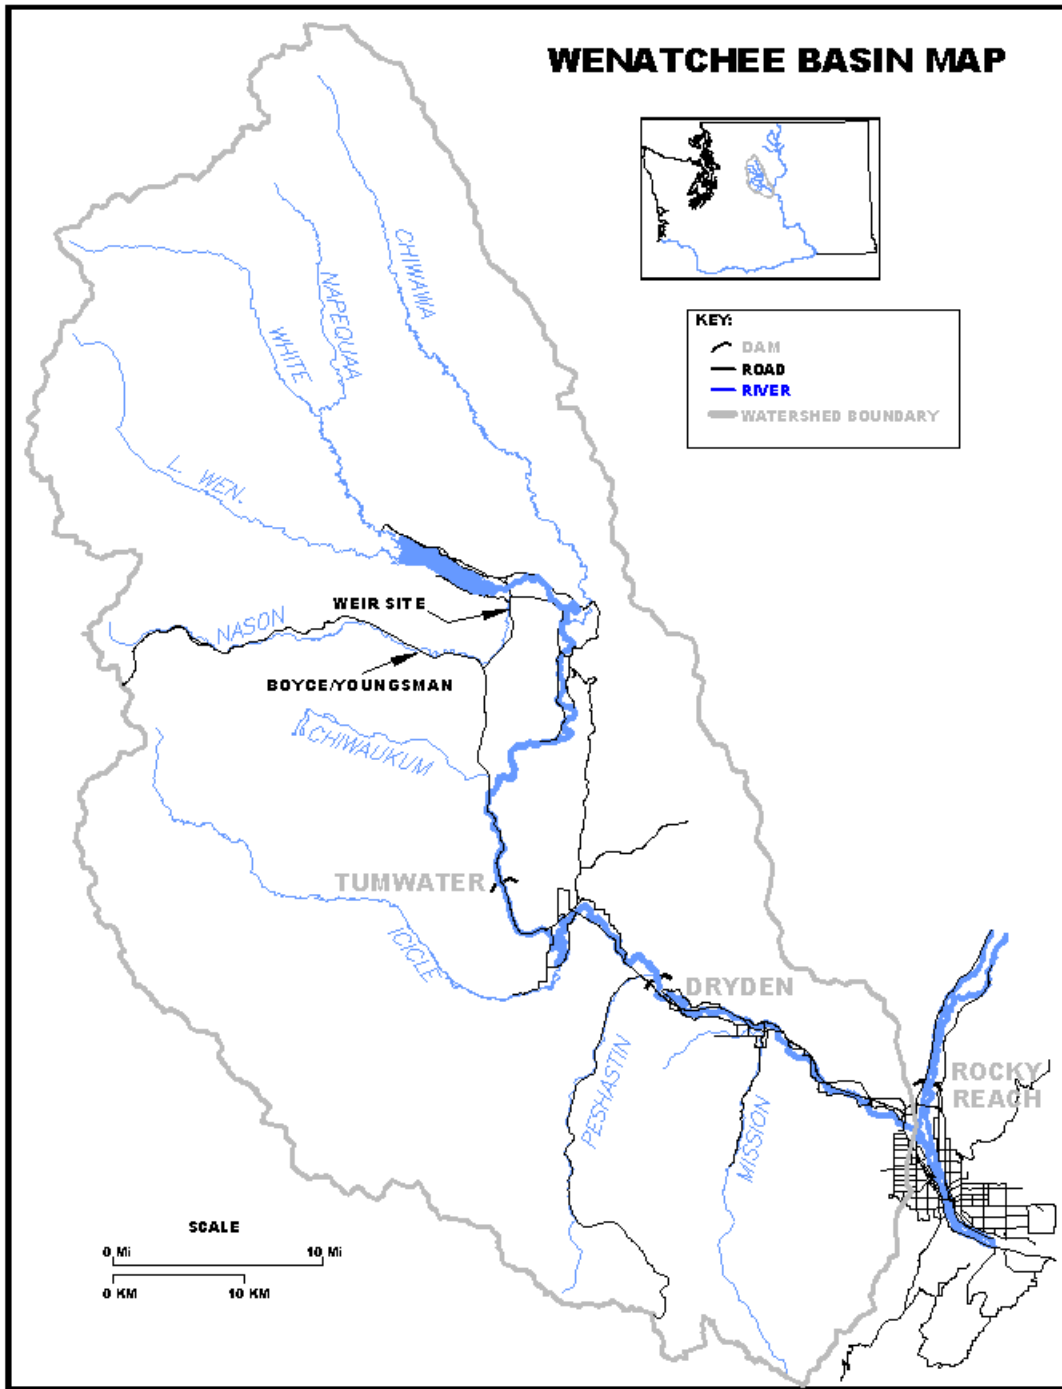 WENATCHEE BASIN MAP
KEY:
DAM
ROAD
RIVER
WATERSHED BOUNDARY
CHIWAWA
NAPEQUAA
WHITE
L. WEN.
WEIR SITE
NASON
BOYCE/YOUNGSMAN
CHIWAUKUM
TUMWATER
ICICLE
DRYDEN
PESHASTIN
MISSION
ROCKY
REACH
SCALE
0 Mi 10 Mi
0 KM 10 KM